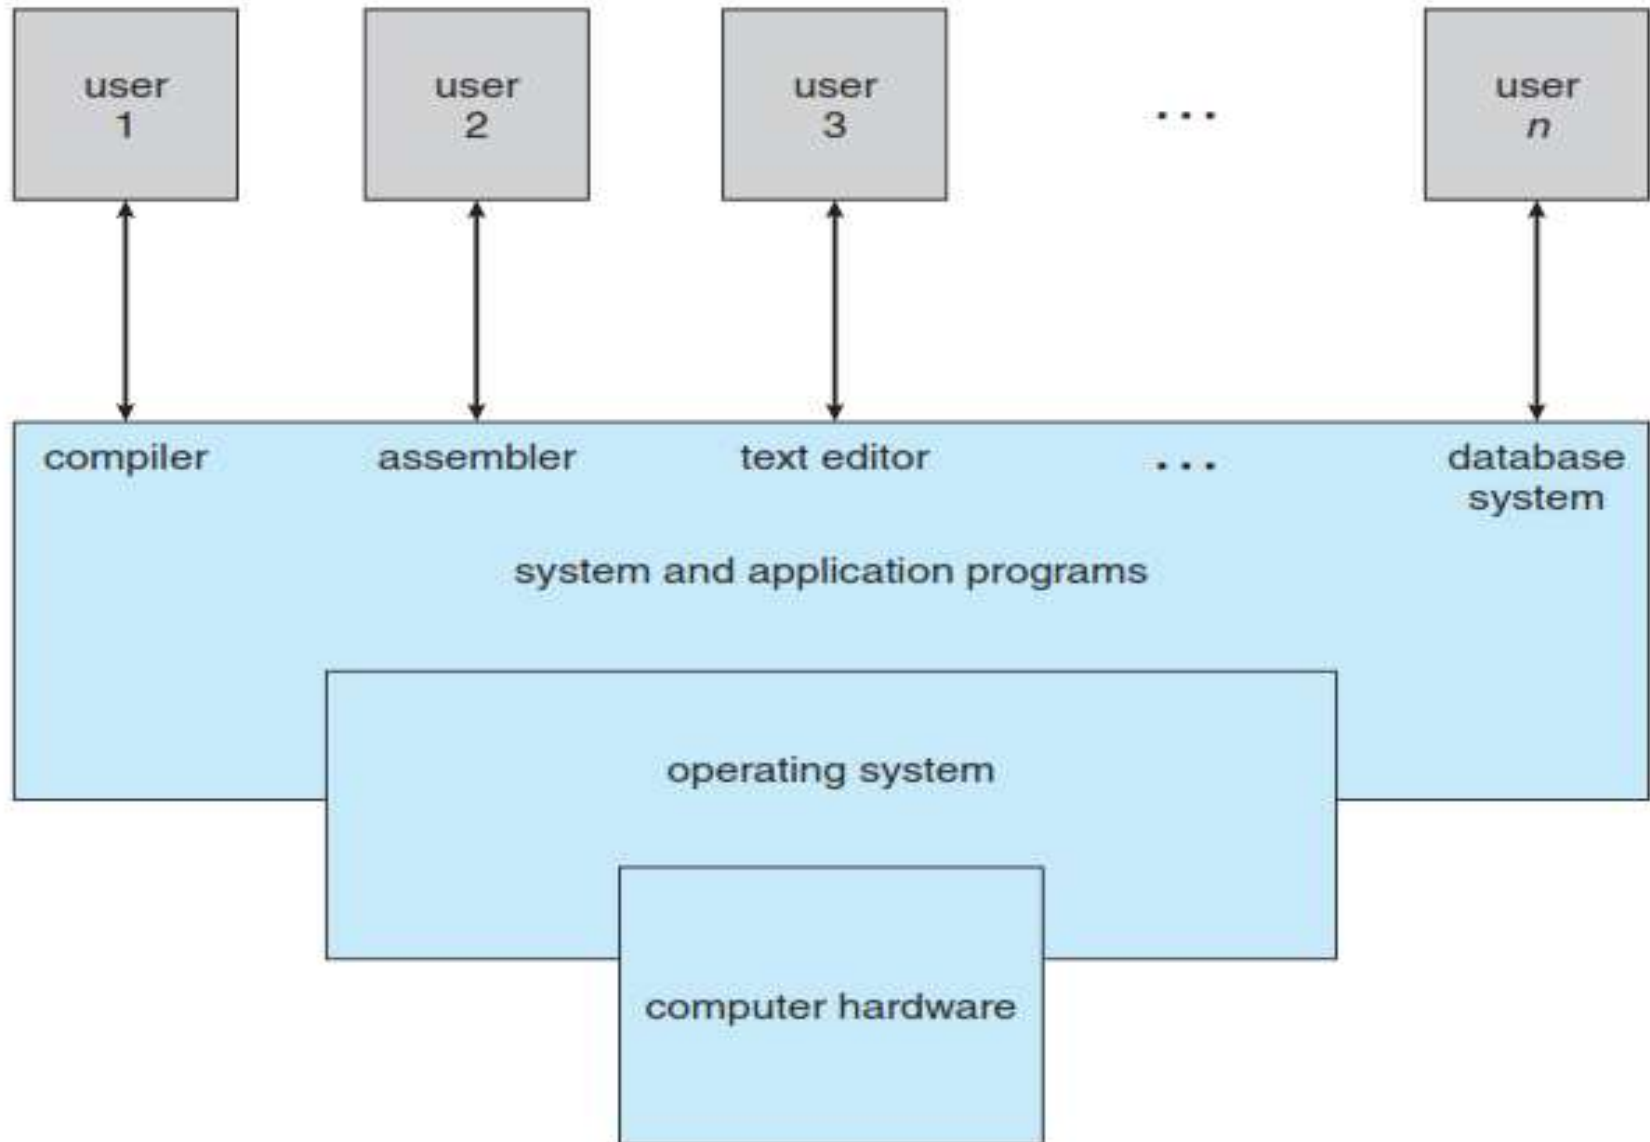 user
1
user
2
user
3
...
user
n
compiler
assembler
text editor
...
database
system
system and application programs
operating system
computer hardware